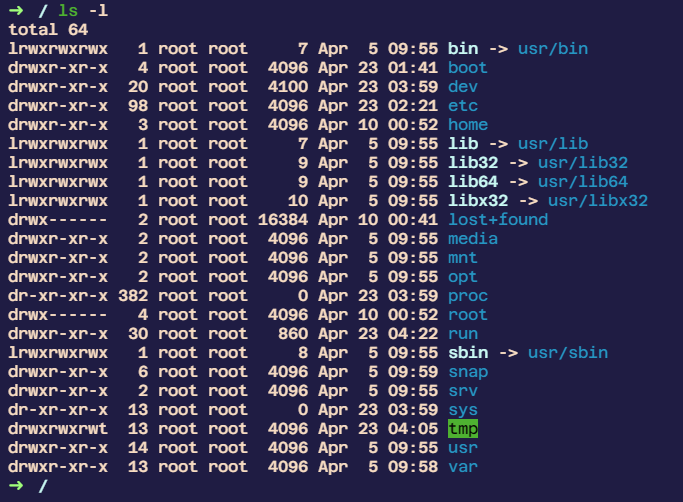 ➜ / ls -l
total 64
lrwxrwxrwx   1 root root     7 Apr  5 09:55 bin -> usr/bin
drwxr-xr-x   4 root root  4096 Apr 23 01:41 boot
drwxr-xr-x  20 root root  4100 Apr 23 03:59 dev
drwxr-xr-x  98 root root  4096 Apr 23 02:21 etc
drwxr-xr-x   3 root root  4096 Apr 10 00:52 home
lrwxrwxrwx   1 root root     7 Apr  5 09:55 lib -> usr/lib
lrwxrwxrwx   1 root root     9 Apr  5 09:55 lib32 -> usr/lib32
lrwxrwxrwx   1 root root     9 Apr  5 09:55 lib64 -> usr/lib64
lrwxrwxrwx   1 root root    10 Apr  5 09:55 libx32 -> usr/libx32
drwx------   2 root root 16384 Apr 10 00:41 lost+found
drwxr-xr-x   2 root root  4096 Apr  5 09:55 media
drwxr-xr-x   2 root root  4096 Apr  5 09:55 mnt
drwxr-xr-x   2 root root  4096 Apr  5 09:55 opt
dr-xr-xr-x 382 root root     0 Apr 23 03:59 proc
drwx------   4 root root  4096 Apr 10 00:52 root
drwxr-xr-x  30 root root   860 Apr 23 04:22 run
lrwxrwxrwx   1 root root     8 Apr  5 09:55 sbin -> usr/sbin
drwxr-xr-x   6 root root  4096 Apr  5 09:59 snap
drwxr-xr-x   2 root root  4096 Apr  5 09:55 srv
dr-xr-xr-x  13 root root     0 Apr 23 03:59 sys
drwxrwxrwt  13 root root  4096 Apr 23 04:05 tmp
drwxr-xr-x  14 root root  4096 Apr  5 09:55 usr
drwxr-xr-x  13 root root  4096 Apr  5 09:58 var
➜ /